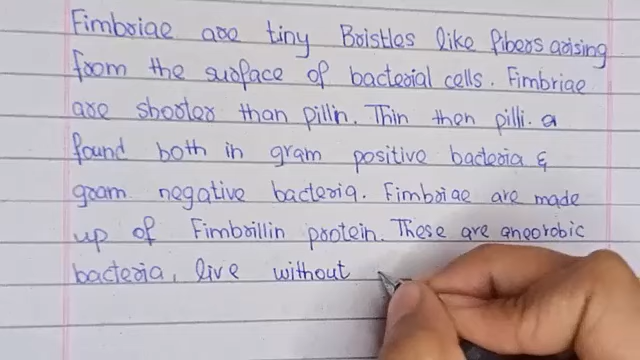 Fimbriae are tiny Bristles like fibers arising
from the surface of bacterial cells. Fimbriae
are shorter than pillin. Thin then pilli. a
found both in gram positive bacteria &
gram negative bacteria. Fimbriae are made
up of Fimbrillin protein. These are aneorobic
bacteria, live without